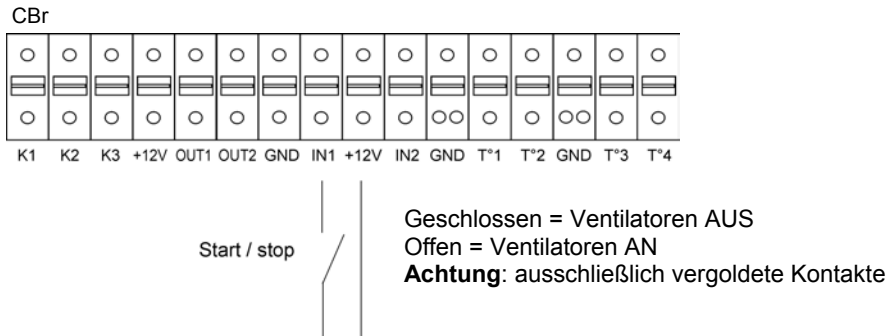 CBr
K1 K2 K3 +12V OUT1 OUT2 GND IN1 +12V IN2 GND T°1 T°2 GND T°3 T°4
Start / stop
Geschlossen = Ventilatoren AUS
Offen = Ventilatoren AN
Achtung: ausschließlich vergoldete Kontakte